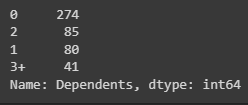 0     274
2      85
1      80
3+     41
Name: Dependents, dtype: int64